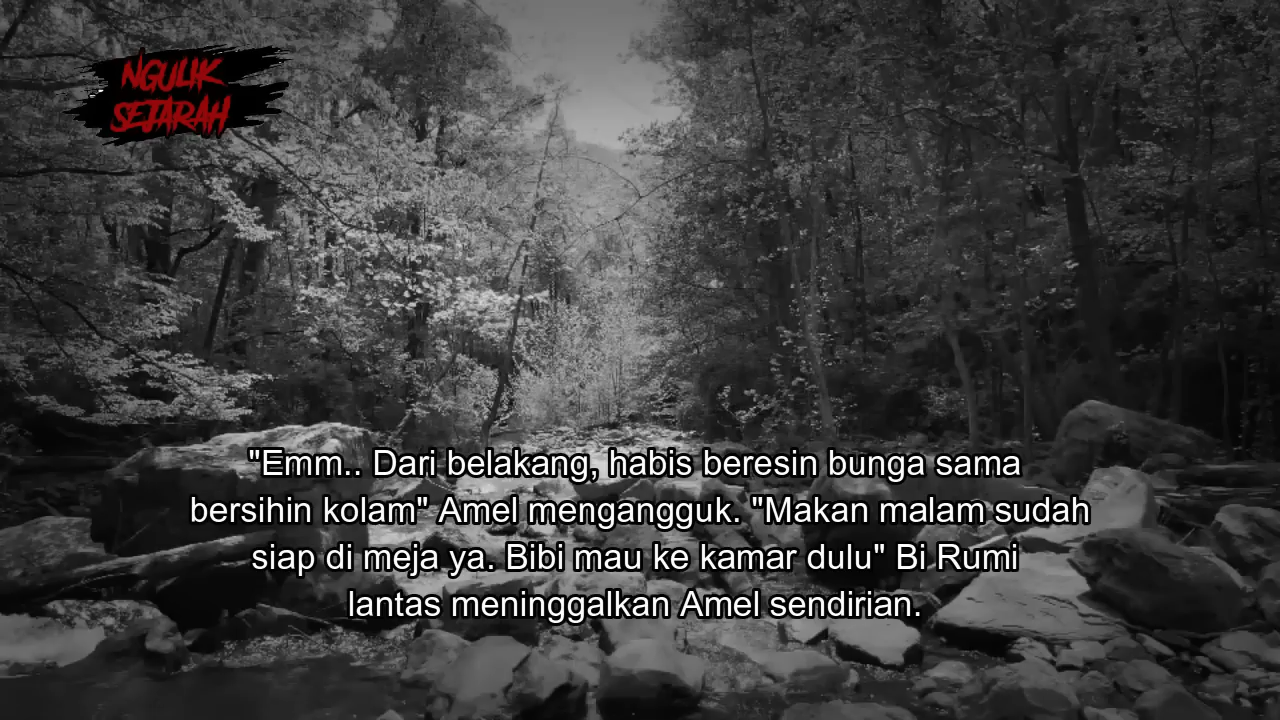 NGULIK
SEJARAH
"Emm.. Dari belakang, habis beresin bunga sama
bersihin kolam" Amel mengangguk. "Makan malam sudah
siap di meja ya. Bibi mau ke kamar dulu" Bi Rumi
lantas meninggalkan Amel sendirian.